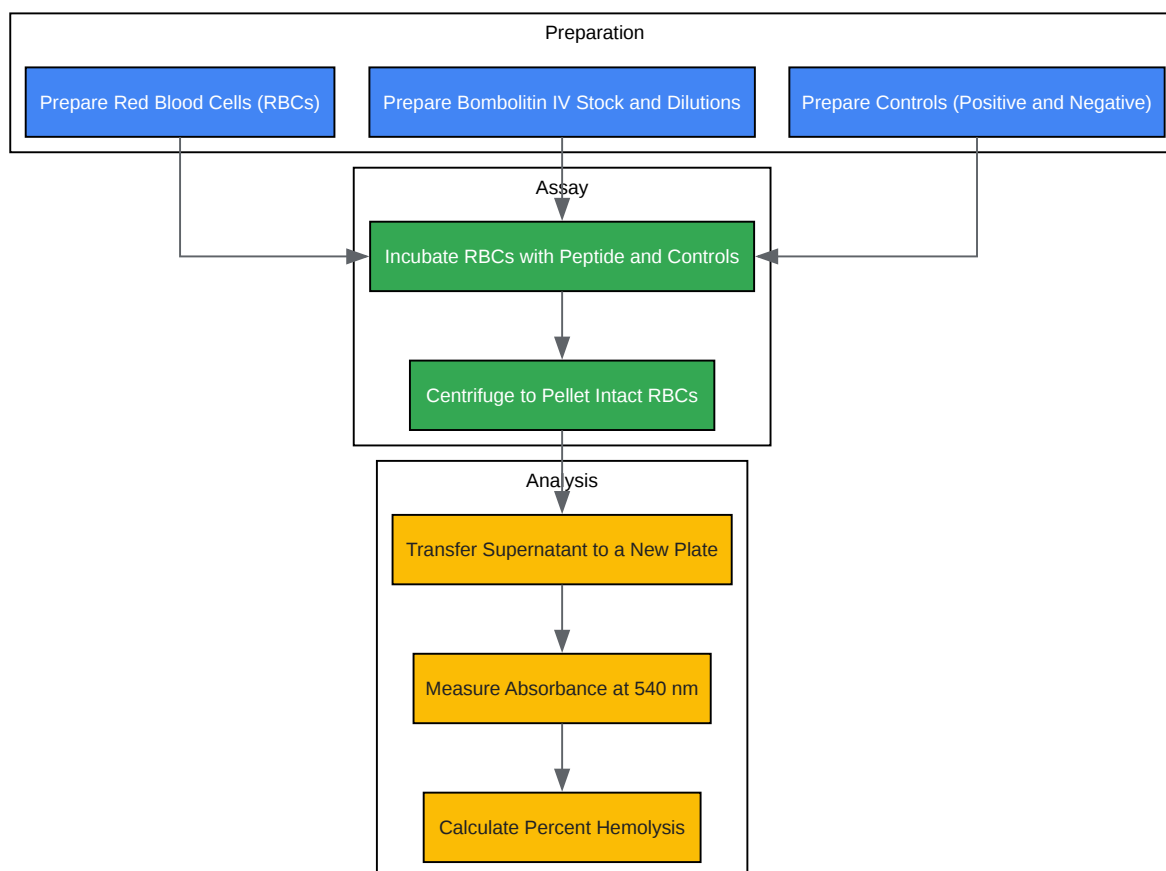 Preparation
Prepare Red Blood Cells (RBCs)
Prepare Bombolitin IV Stock and Dilutions
Prepare Controls (Positive and Negative)
Assay
Incubate RBCs with Peptide and Controls
Centrifuge to Pellet Intact RBCs
Analysis
Transfer Supernatant to a New Plate
Measure Absorbance at 540 nm
Calculate Percent Hemolysis